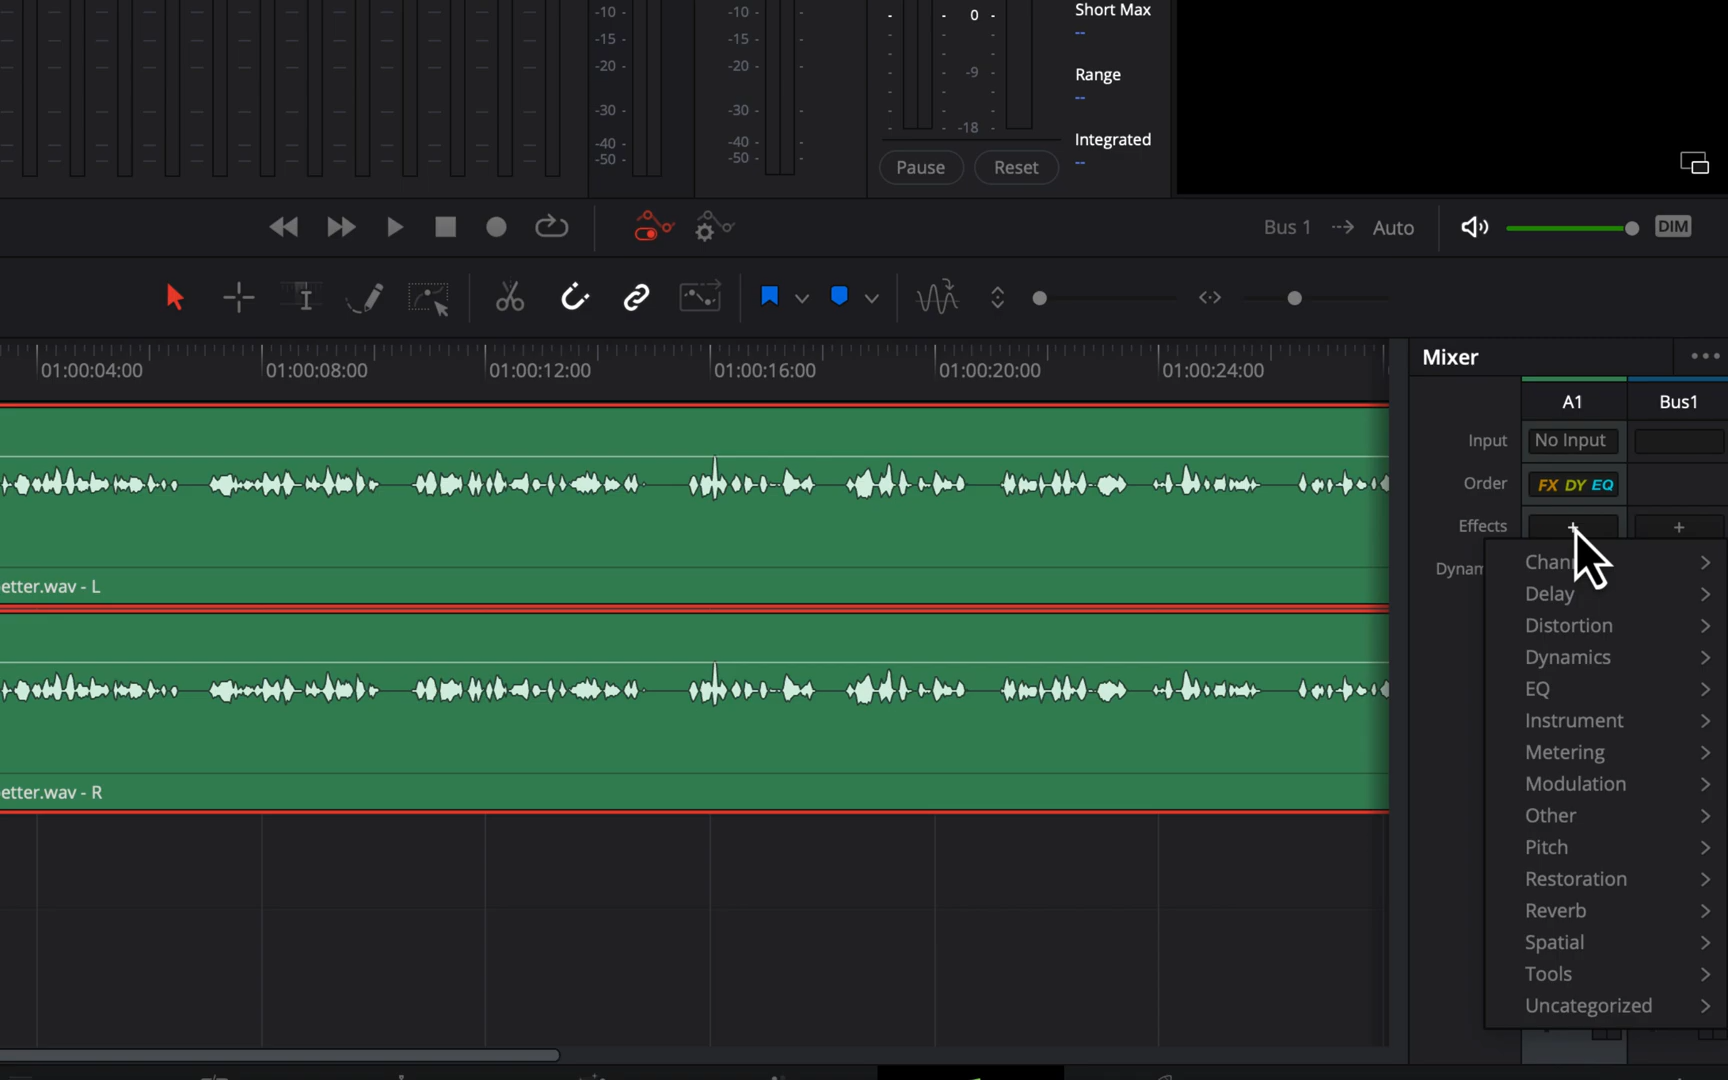 -10 - -10 - - 0 - Short Max
-15 - -15 - --
-20 - -20 - -9 - Range
-30 - -30 - --
-40 - -40 - -18 - Integrated
-50 - -50 - --
Pause Reset
Bus 1 Auto DIM
01:00:04:00 01:00:08:00 01:00:12:00 01:00:16:00 01:00:20:00 01:00:24:00
etter.wav - L
etter.wav - R
Mixer
A1 Bus1
Input No Input
Order FX DY EQ
Effects + +
Dynam
Chan
Delay
Distortion
Dynamics
EQ
Instrument
Metering
Modulation
Other
Pitch
Restoration
Reverb
Spatial
Tools
Uncategorized